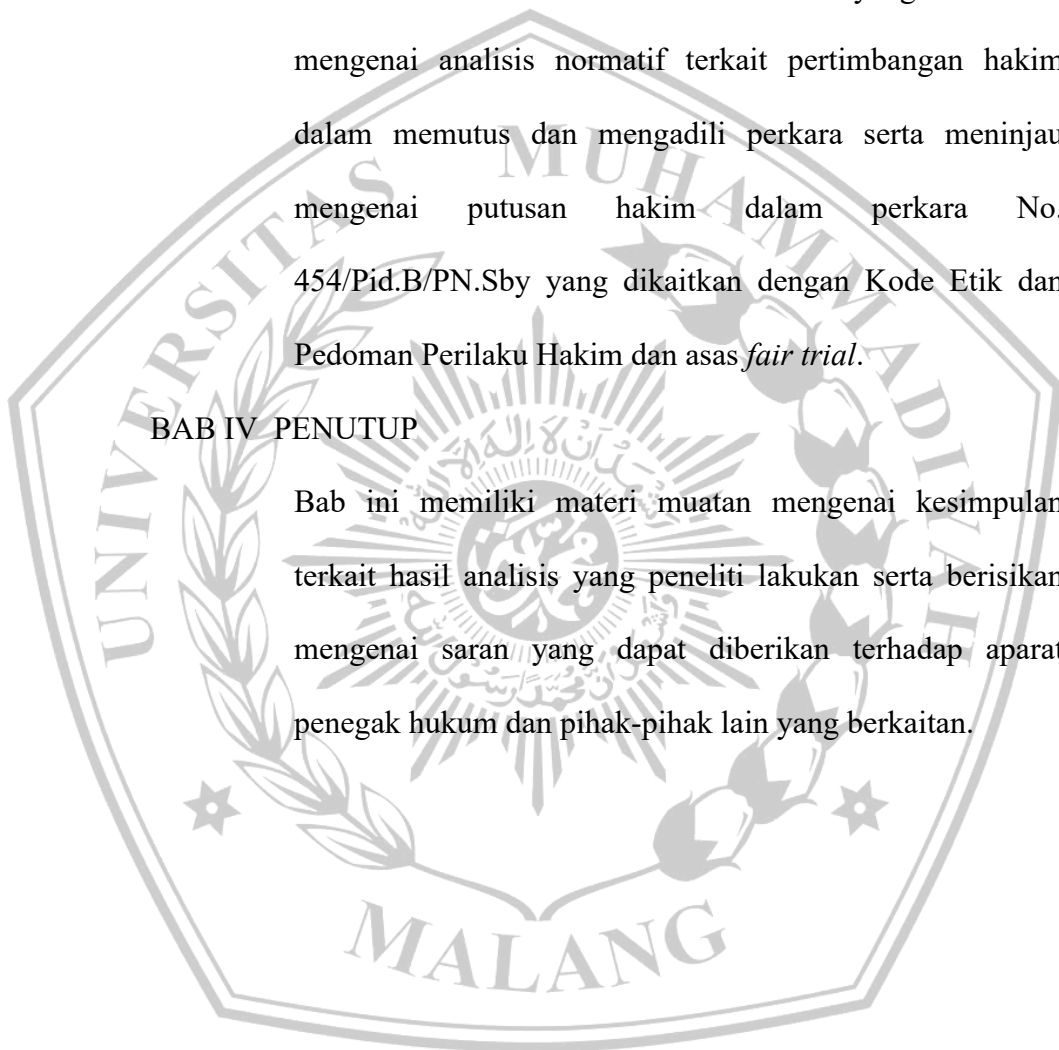 mengenai analisis normatif terkait pertimbangan hakim
dalam memutus dan mengadili perkara serta meninjau
mengenai putusan hakim dalam perkara No.
454/Pid.B/PN.Sby yang dikaitkan dengan Kode Etik dan
Pedoman Perilaku Hakim dan asas fair trial.
BAB IV PENUTUP
Bab ini memiliki materi muatan mengenai kesimpulan
terkait hasil analisis yang peneliti lakukan serta berisikan
mengenai saran yang dapat diberikan terhadap aparat
penegak hukum dan pihak-pihak lain yang berkaitan.
UNIVERSITAS MUHAMMADIYAH
MALANG